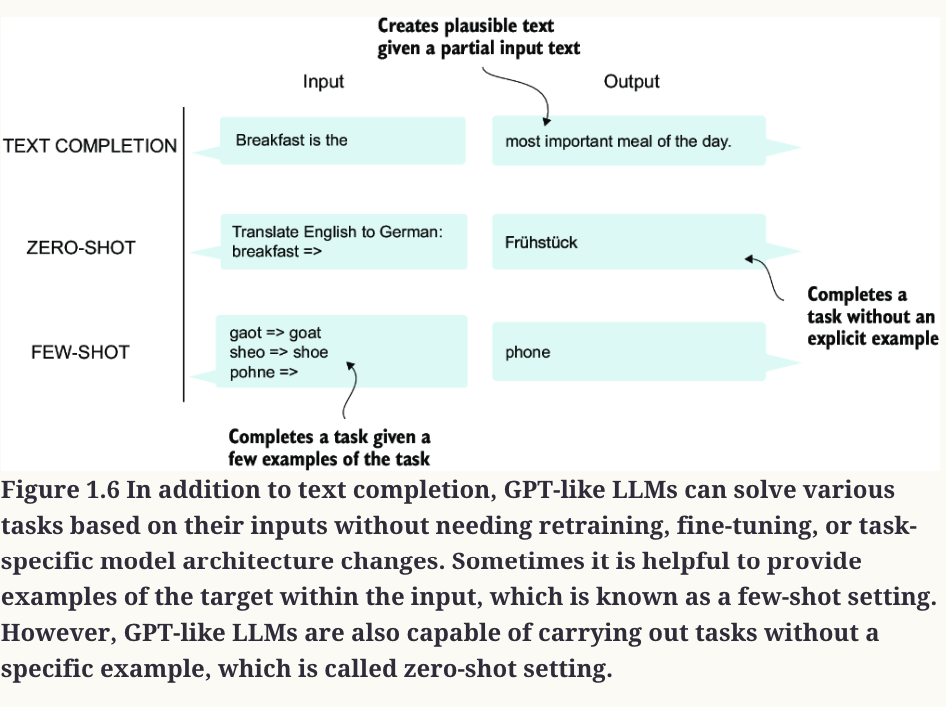 Creates plausible text
given a partial input text
Input
Output
TEXT COMPLETION
Breakfast is the
most important meal of the day.
ZERO-SHOT
Translate English to German:
breakfast =>
Frühstück
Completes a
task without an
explicit example
FEW-SHOT
gaot => goat
sheo => shoe
pohne =>
phone
Completes a task given a
few examples of the task
Figure 1.6 In addition to text completion, GPT-like LLMs can solve various
tasks based on their inputs without needing retraining, fine-tuning, or task-
specific model architecture changes. Sometimes it is helpful to provide
examples of the target within the input, which is known as a few-shot setting.
However, GPT-like LLMs are also capable of carrying out tasks without a
specific example, which is called zero-shot setting.